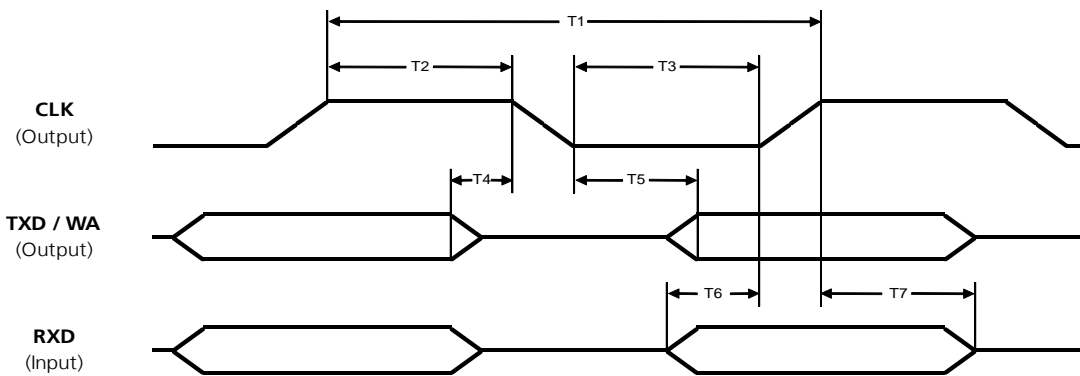 T1
T2
T3
CLK
(Output)
T4
T5
TXD / WA
(Output)
T6
T7
RXD
(Input)